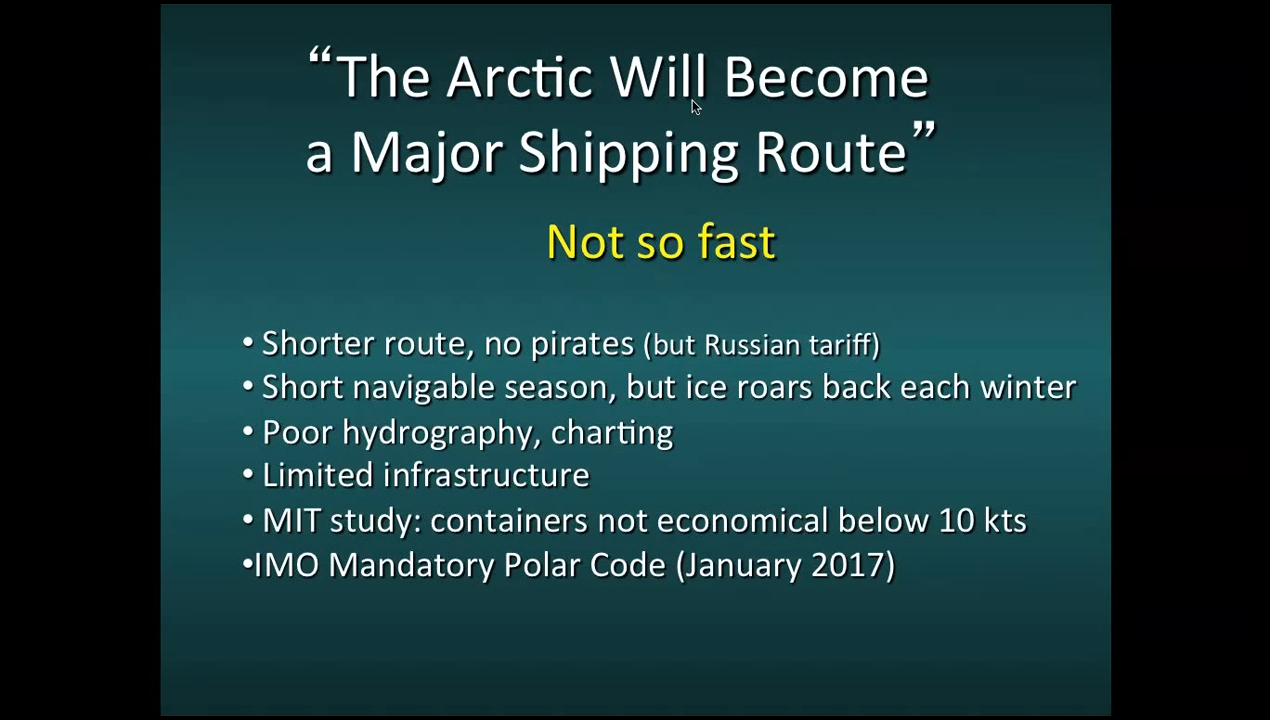 “The Arctic Will Become
a Major Shipping Route”
Not so fast
• Shorter route, no pirates (but Russian tariff)
• Short navigable season, but ice roars back each winter
• Poor hydrography, charting
• Limited infrastructure
• MIT study: containers not economical below 10 kts
•IMO Mandatory Polar Code (January 2017)